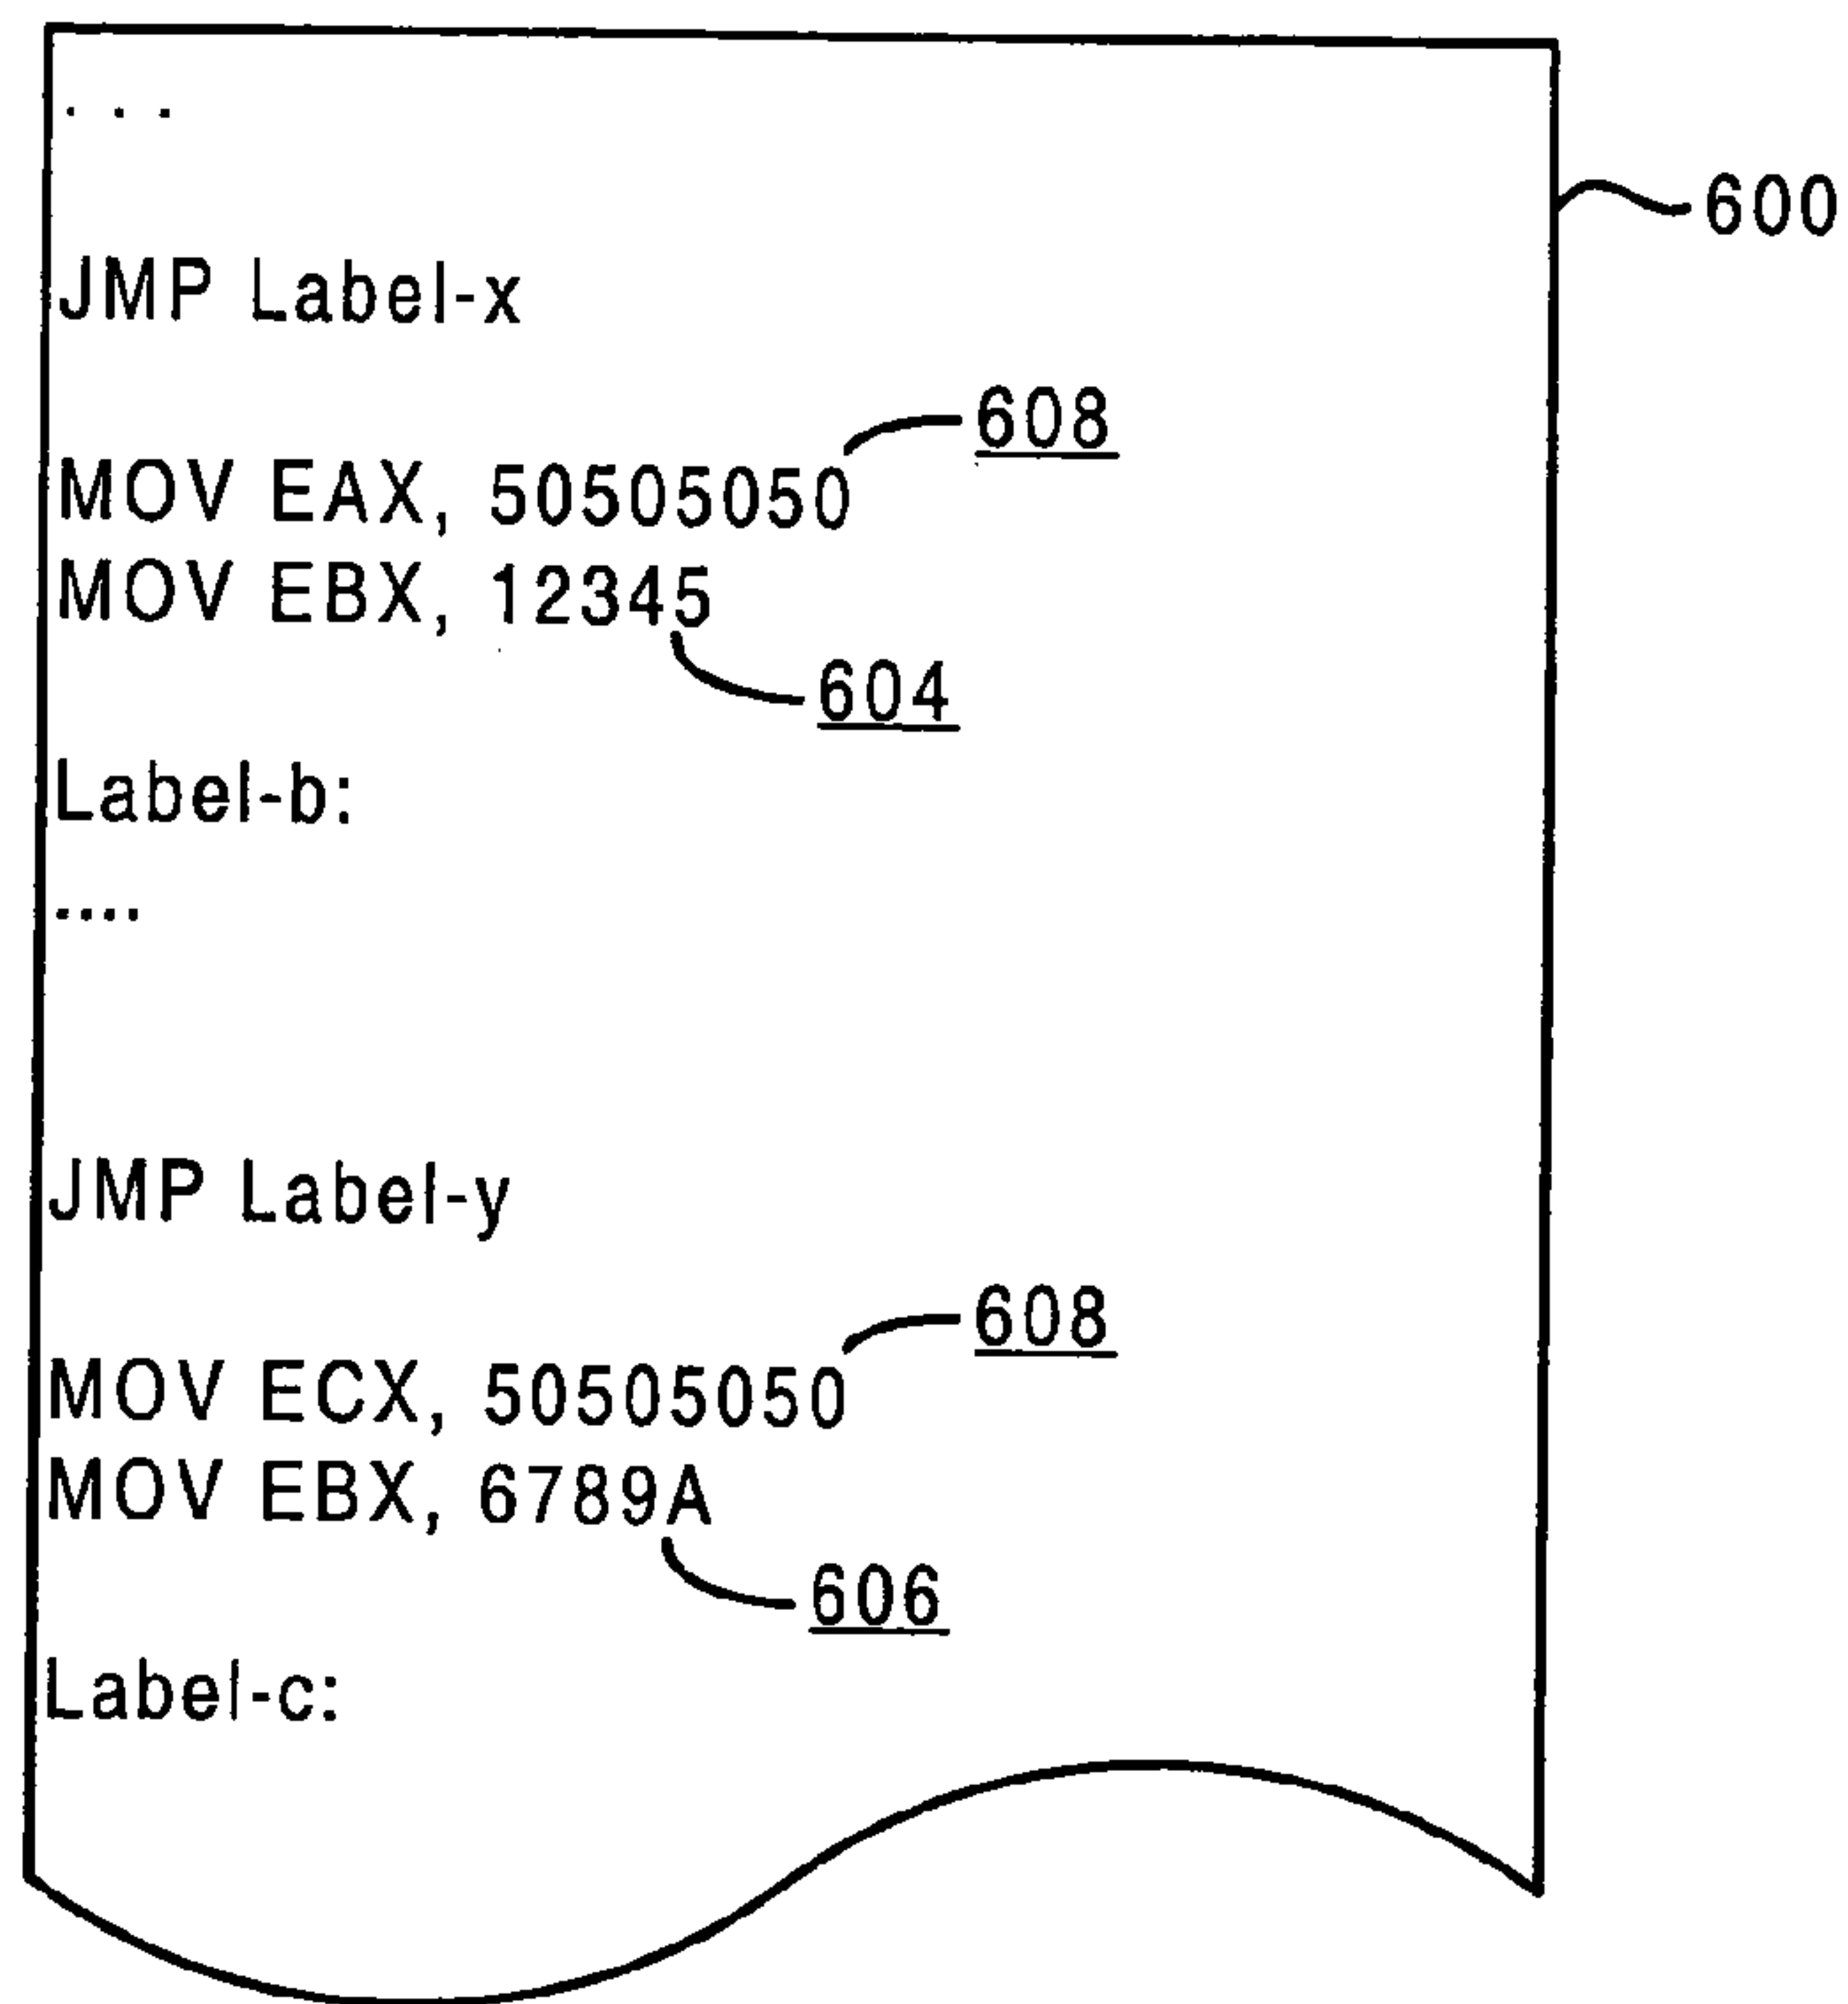 . . .
600
JMP Label-x
608
MOV EAX, 50505050
MOV EBX, 12345
604
Label-b:
....
JMP Label-y
608
MOV ECX, 50505050
MOV EBX, 6789A
606
Label-c: